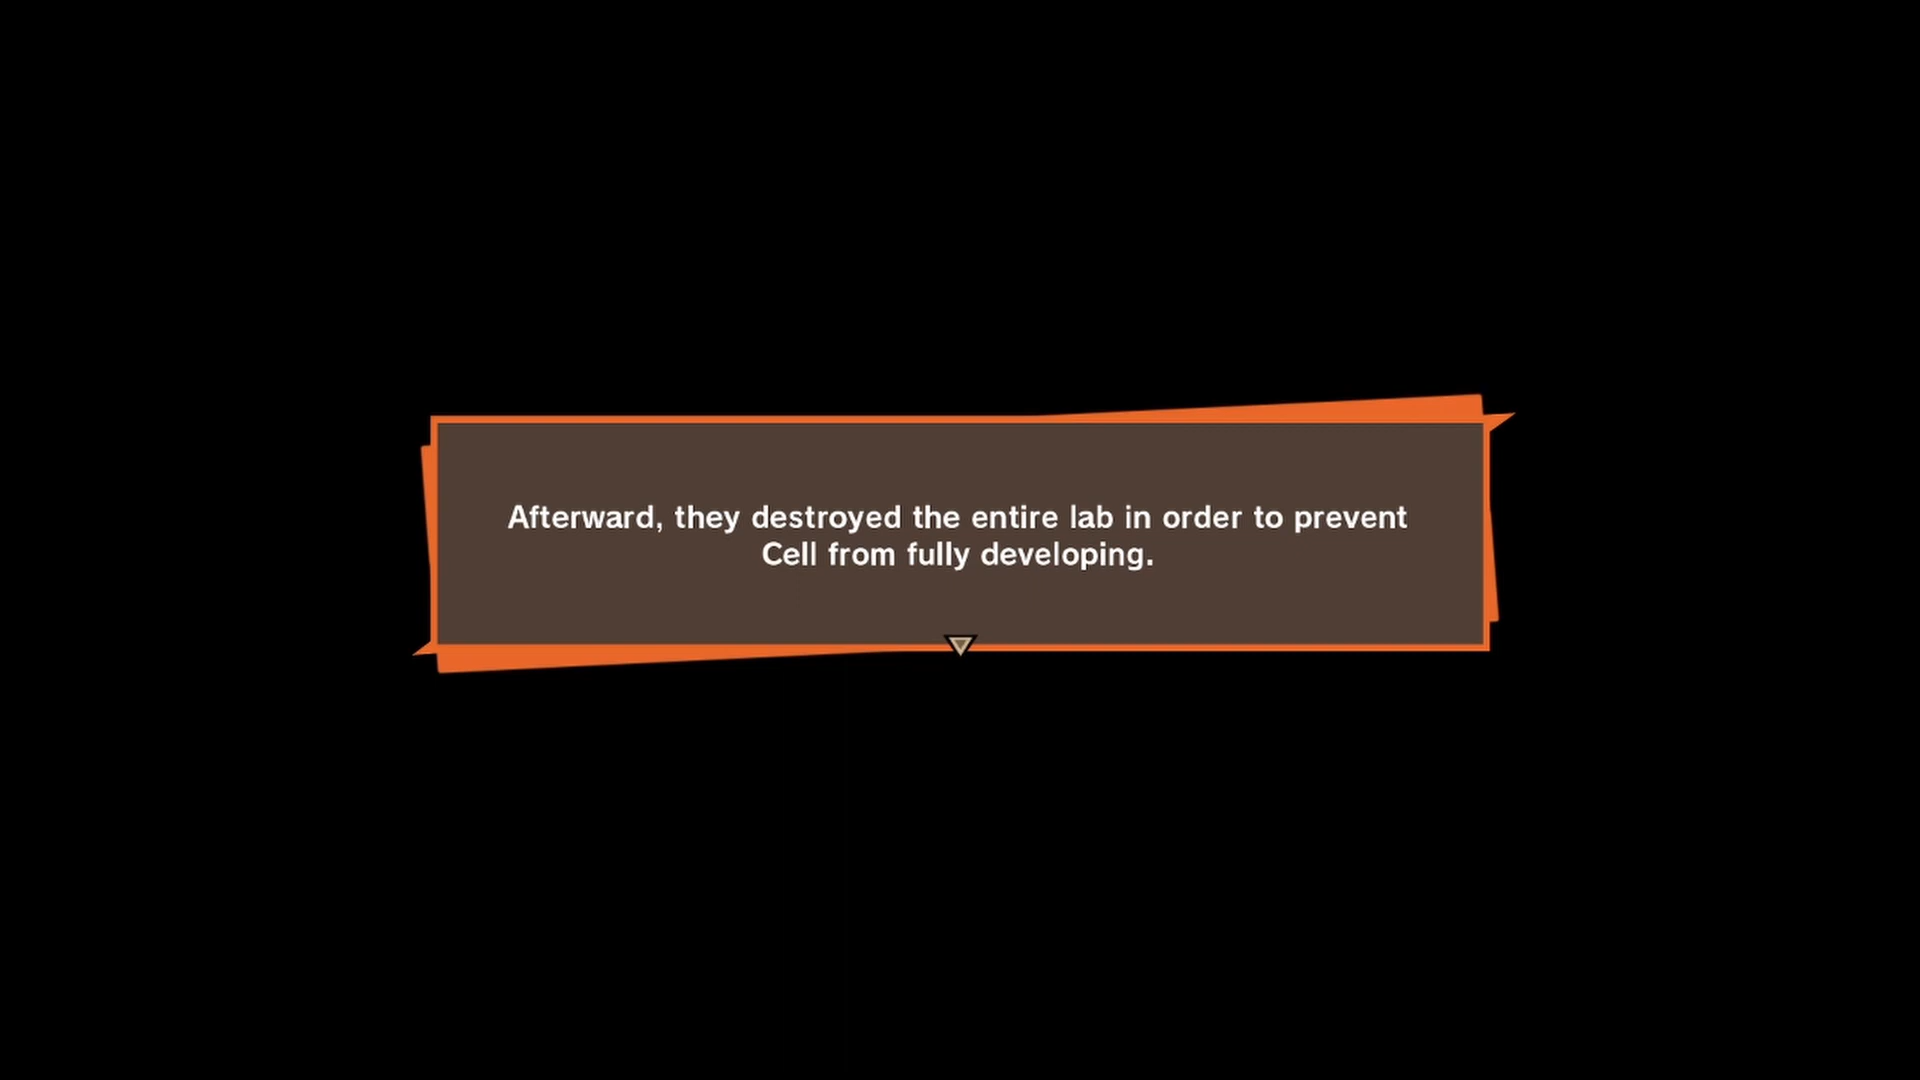 Afterward, they destroyed the entire lab in order to prevent
Cell from fully developing.